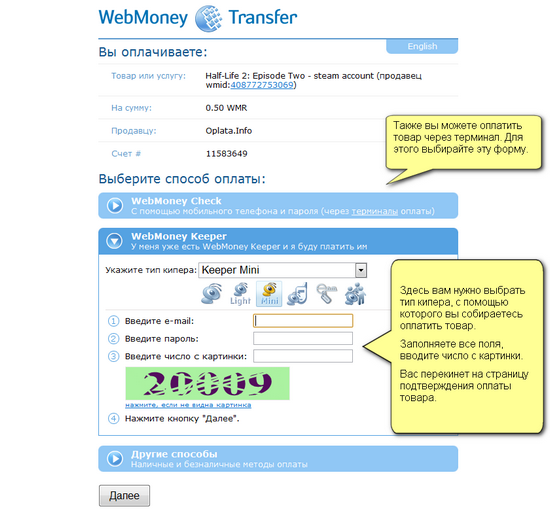 WebMoney Transfer
English
Вы оплачиваете:
Товар или услугу: Half-Life 2: Episode Two - steam account (продавец
wmid:408772753069)
На сумму: 0.50 WMR
Продавцу: Oplata.Info
Счет # 11583649
Также вы можете оплатить
товар через терминал. Для
этого выбирайте эту форму.
Выберите способ оплаты:
WebMoney Check
С помощью мобильного телефона и пароля (через терминалы оплаты)
WebMoney Keeper
У меня уже есть WebMoney Keeper и я буду платить им
Укажите тип кипера: Keeper Mini
Light Mini
1 Введите e-mail:
2 Введите пароль:
3 Введите число с картинки:
20009
нажмите, если не видна картинка
4 Нажмите кнопку "Далее".
Здесь вам нужно выбрать
тип кипера, с помощью
которого вы собираетесь
оплатить товар.
Заполняете все поля,
вводите число с картинки.
Вас перекинет на страницу
подтверждения оплаты
товара.
Другие способы
Наличные и безналичные методы оплаты
Далее